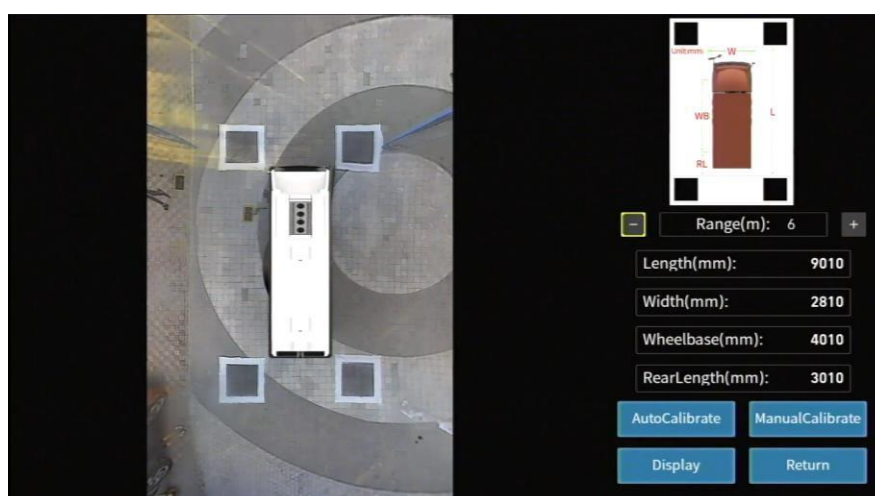 Unit:mm
W
WB
L
RL
− Range(m): 6 +
Length(mm): 9010
Width(mm): 2810
Wheelbase(mm): 4010
RearLength(mm): 3010
AutoCalibrate ManualCalibrate
Display Return